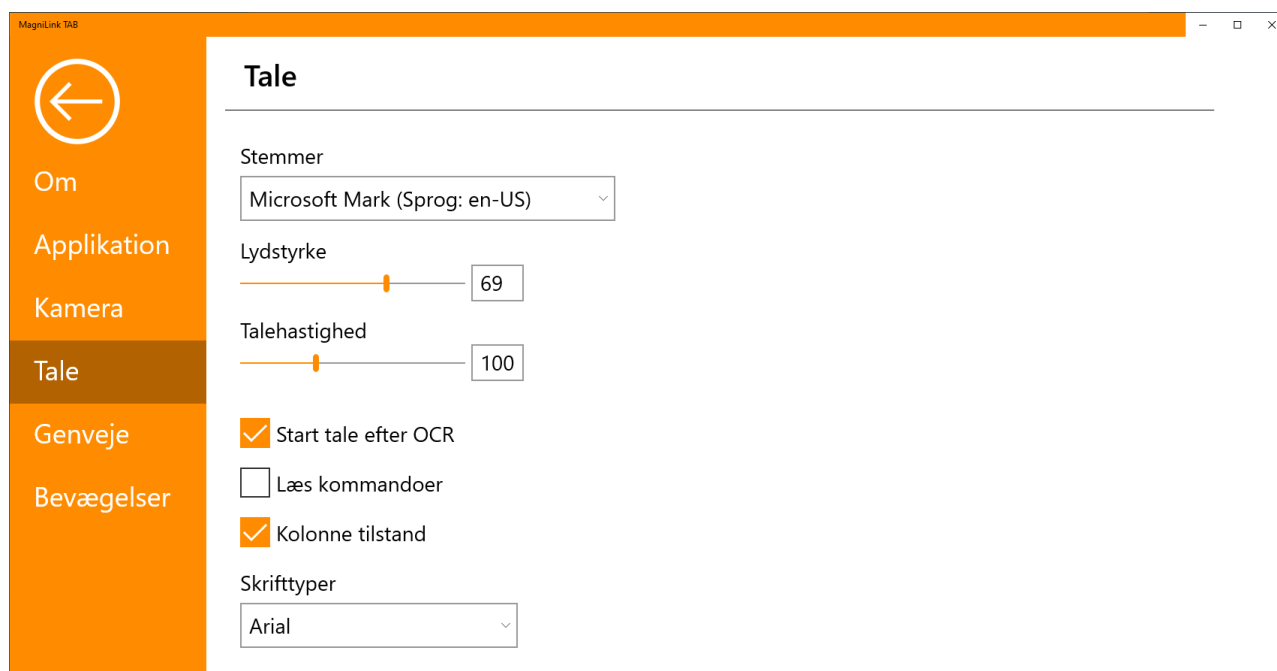 MagniLink TAB
Tale
Om
Applikation
Kamera
Tale
Genveje
Bevægelser
Stemmer
Microsoft Mark (Sprog: en-US)
Lydstyrke
69
Talehastighed
100
Start tale efter OCR
Læs kommandoer
Kolonne tilstand
Skrifttyper
Arial